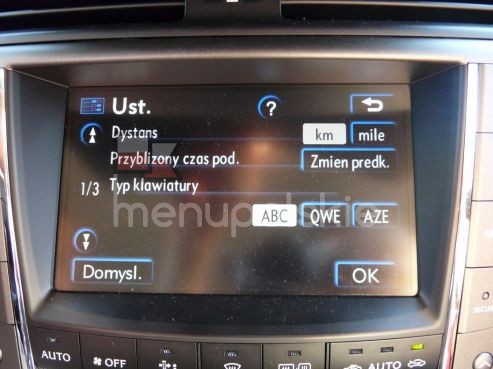 Ust.
?
Dystans
km
mile
Przyblizony czas pod.
Zmien predk.
1/3
Typ klawiatury
menupolskie
ABC
QWE
AZE
Domysl.
OK
AUTO
OFF
AUTO